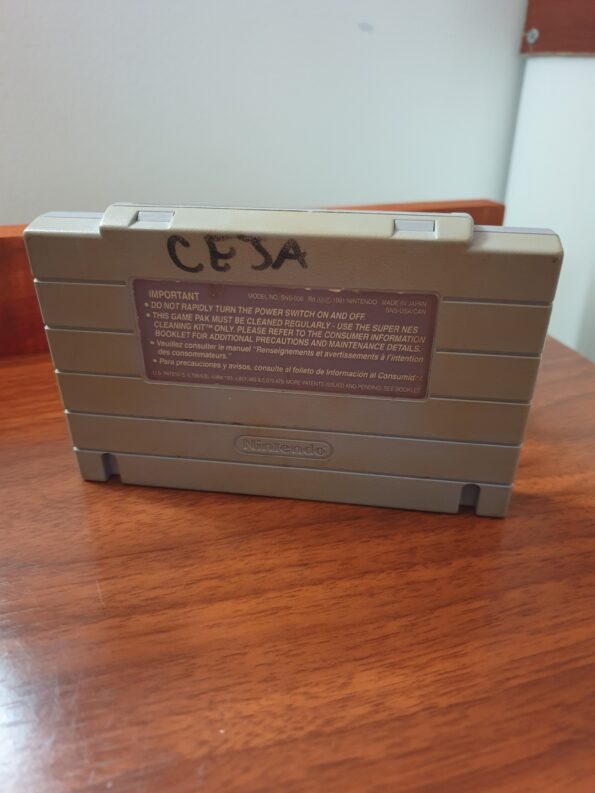 CEJA
IMPORTANT
MODEL NO. SNS-006 © 1991 NINTENDO MADE IN JAPAN
SNS-USA/CAN
• DO NOT RAPIDLY TURN THE POWER SWITCH ON AND OFF.
• THIS GAME PAK MUST BE CLEANED REGULARLY - USE THE SUPER NES
CLEANING KIT™ ONLY. PLEASE REFER TO THE CONSUMER INFORMATION
BOOKLET FOR ADDITIONAL PRECAUTIONS AND MAINTENANCE DETAILS.
• Veuillez consulter le manuel "Renseignements et avertissements à l'intention
des consommateurs."
• Para precauciones y avisos, consulte al folleto de Información al Consumidor
U.S. PATENTS MORE PATENTS ISSUED AND PENDING. SEE BOOKLET
Nintendo